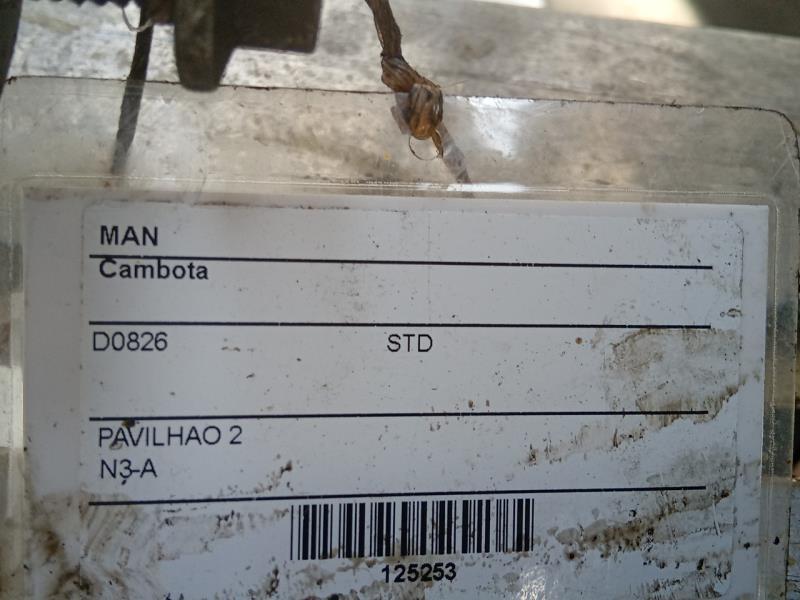 MAN
Cambota
D0826 STD
PAVILHAO 2
N3-A
125253